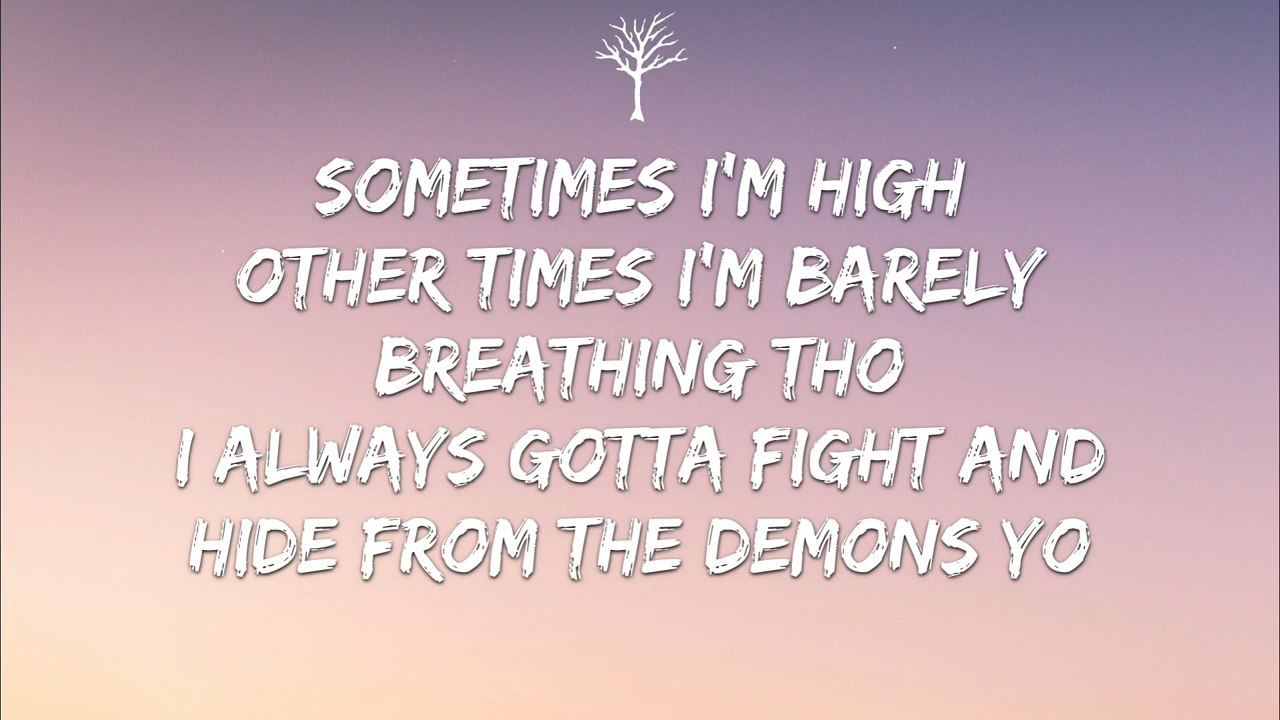 SOMETIMES I'M HIGH
OTHER TIMES I'M BARELY
BREATHING THO
I ALWAYS GOTTA FIGHT AND
HIDE FROM THE DEMONS YO